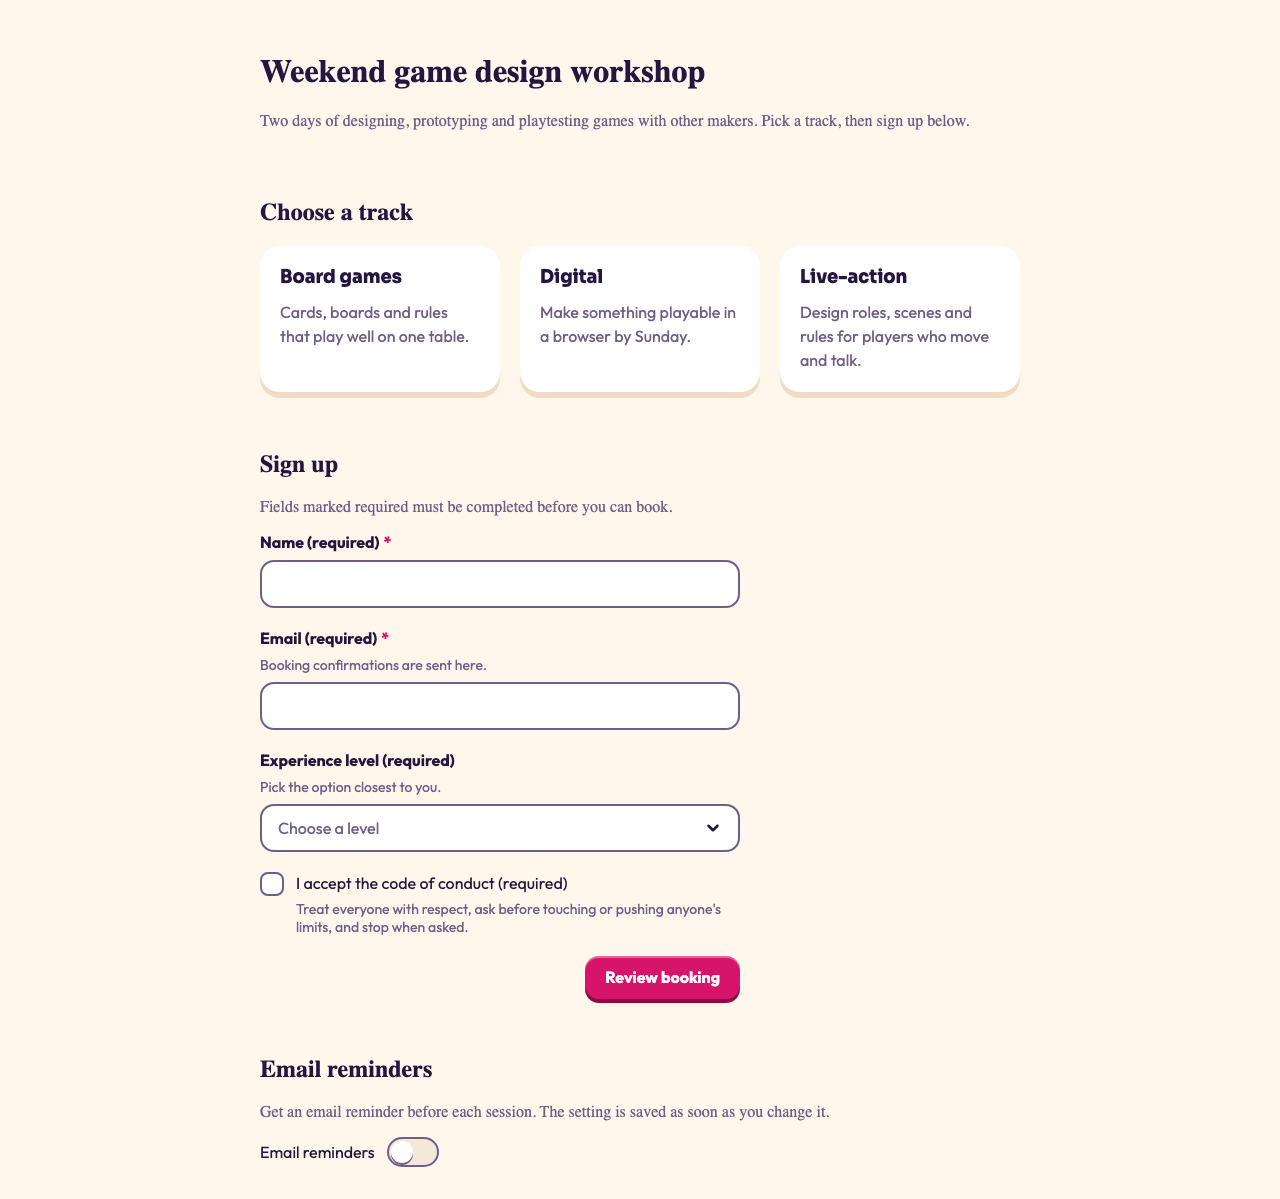 Weekend game design workshop
Two days of designing, prototyping and playtesting games with other makers. Pick a track, then sign up below.
Choose a track
Board games
Cards, boards and rules
that play well on one table.
Digital
Make something playable in
a browser by Sunday.
Live-action
Design roles, scenes and
rules for players who move
and talk.
Sign up
Fields marked required must be completed before you can book.
Name (required) *
Email (required) *
Booking confirmations are sent here.
Experience level (required)
Pick the option closest to you.
Choose a level
I accept the code of conduct (required)
Treat everyone with respect, ask before touching or pushing anyone's
limits, and stop when asked.
Review booking
Email reminders
Get an email reminder before each session. The setting is saved as soon as you change it.
Email reminders